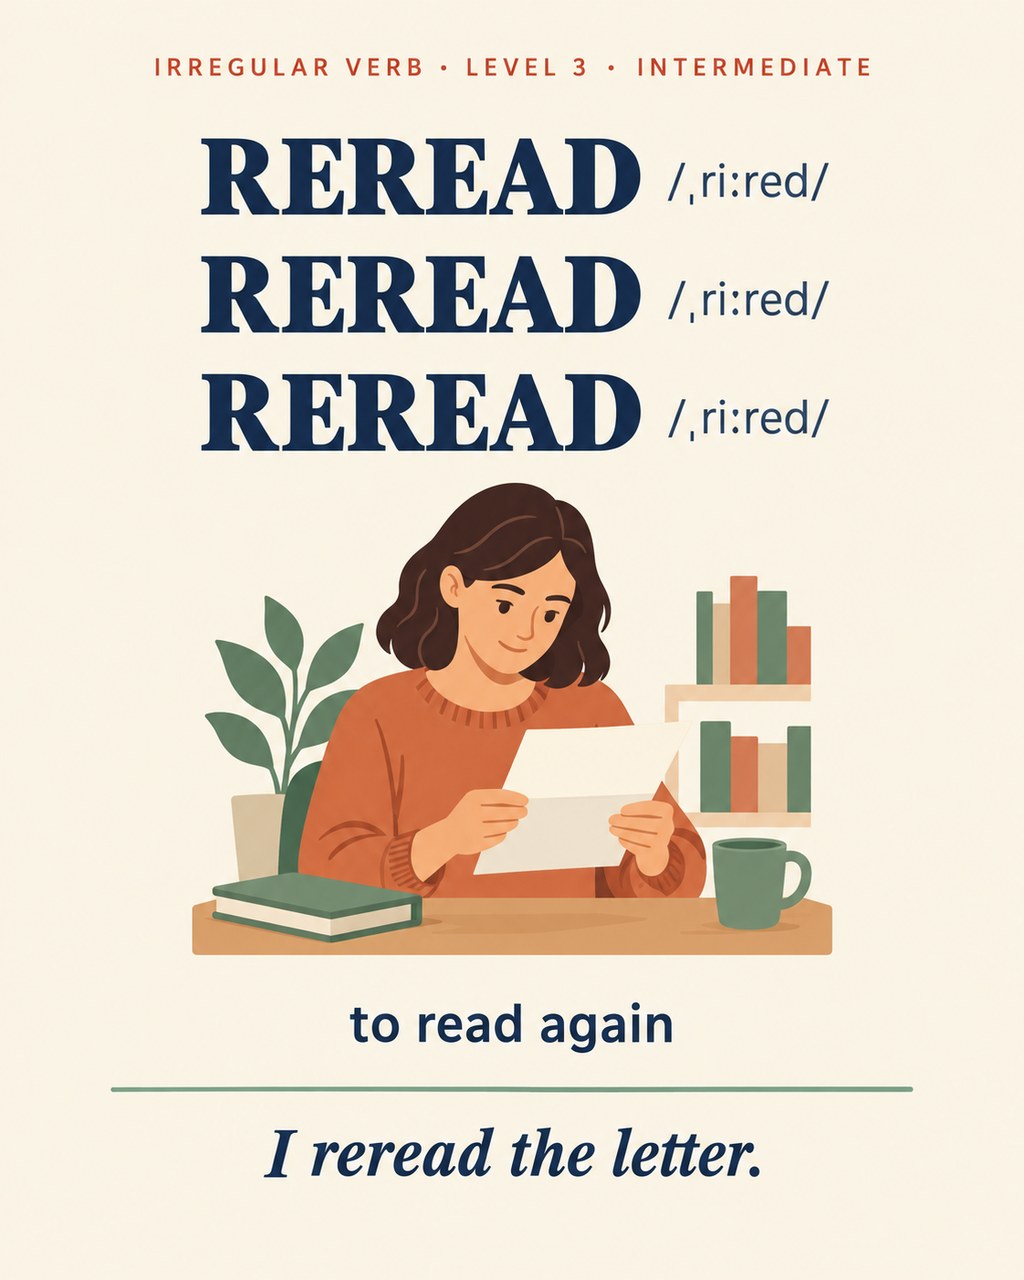 IRREGULAR VERB · LEVEL 3 · INTERMEDIATE
REREAD /ˌriːred/
REREAD /ˌriːred/
REREAD /ˌriːred/
to read again
I reread the letter.